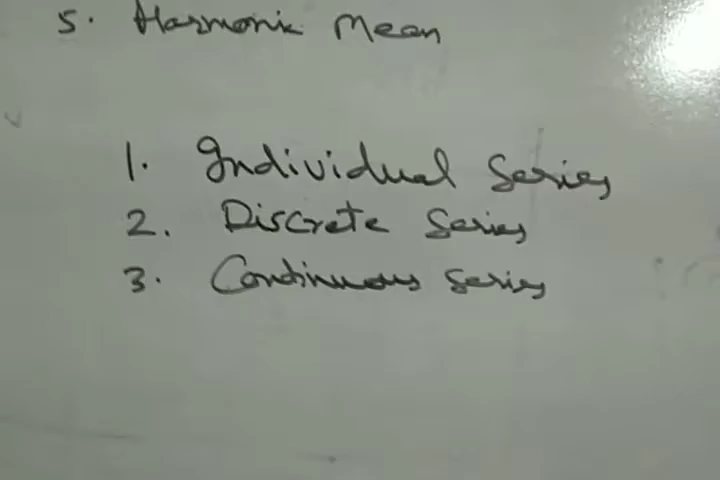 5. Harmonic Mean
1. Individual Series
2. Discrete Series
3. Continuous Series